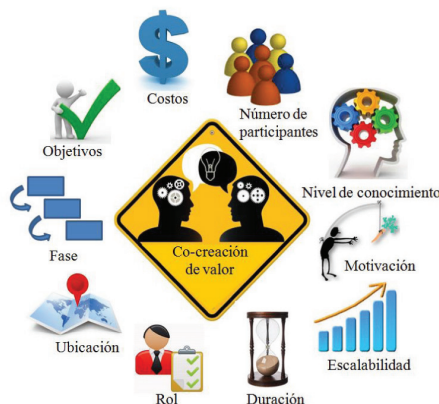 Costos
Número de
participantes
Objetivos
Nivel de conocimiento
Co-creación
de valor
Fase
Motivación
Ubicación
Escalabilidad
Rol
Duración